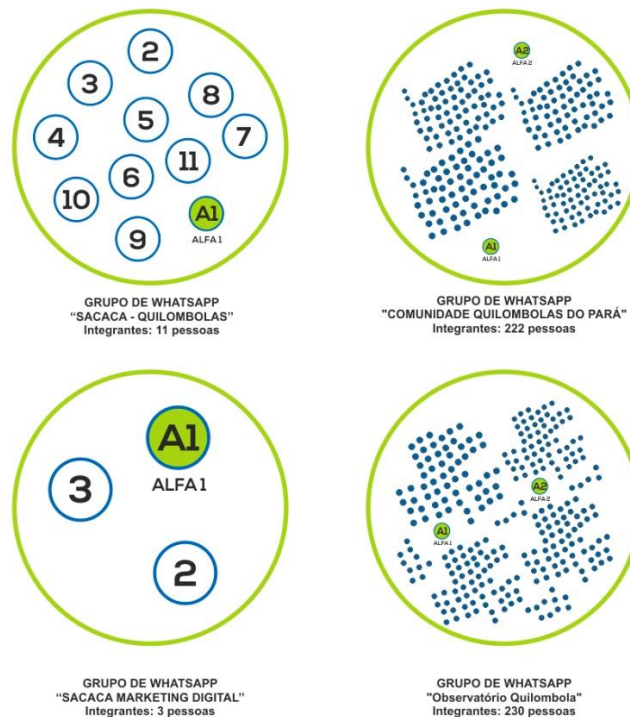 2
3
8
4
5
7
11
6
10
A1
9
ALFA 1
GRUPO DE WHATSAPP
“SACACA - QUILOMBOLAS”
Integrantes: 11 pessoas
A2
ALFA 2
A1
ALFA 1
GRUPO DE WHATSAPP
"COMUNIDADE QUILOMBOLAS DO PARÁ"
Integrantes: 222 pessoas
A1
ALFA 1
3
2
GRUPO DE WHATSAPP
“SACACA MARKETING DIGITAL”
Integrantes: 3 pessoas
A2
ALFA 2
A1
ALFA 1
GRUPO DE WHATSAPP
"Observatório Quilombola"
Integrantes: 230 pessoas